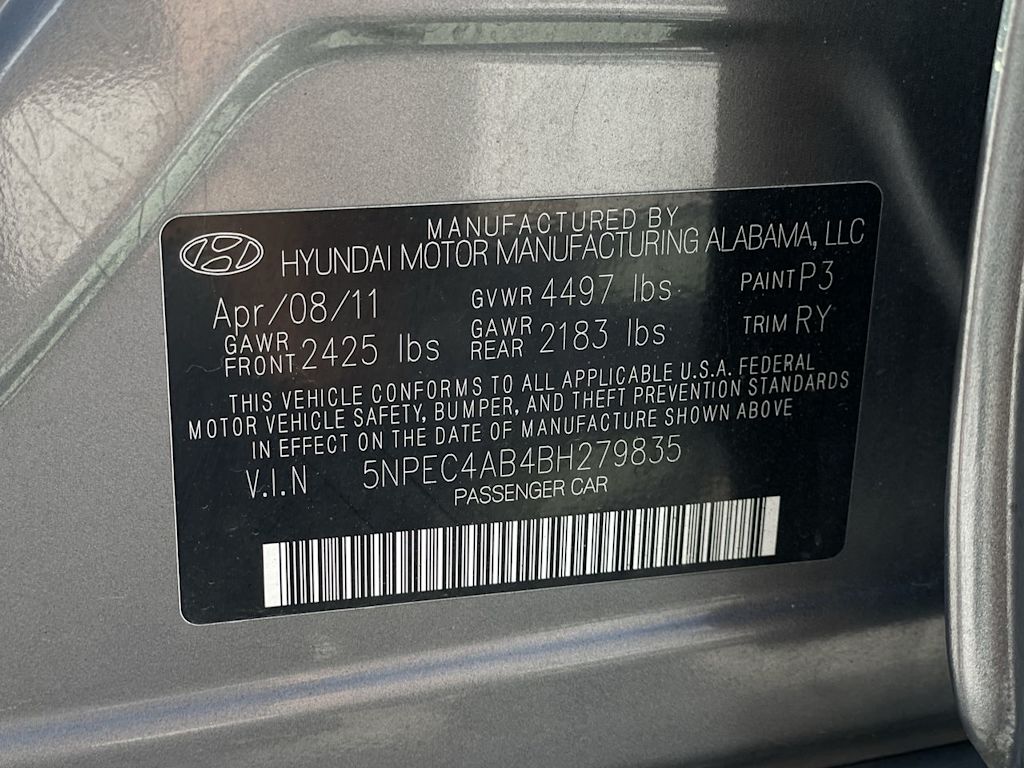 MANUFACTURED BY
HYUNDAI MOTOR MANUFACTURING ALABAMA, LLC
Apr/08/11 GVWR 4497 lbs PAINT P3
GAWR FRONT 2425 lbs GAWR REAR 2183 lbs TRIM RY
THIS VEHICLE CONFORMS TO ALL APPLICABLE U.S.A. FEDERAL
MOTOR VEHICLE SAFETY, BUMPER, AND THEFT PREVENTION STANDARDS
IN EFFECT ON THE DATE OF MANUFACTURE SHOWN ABOVE
V.I.N 5NPEC4AB4BH279835
PASSENGER CAR